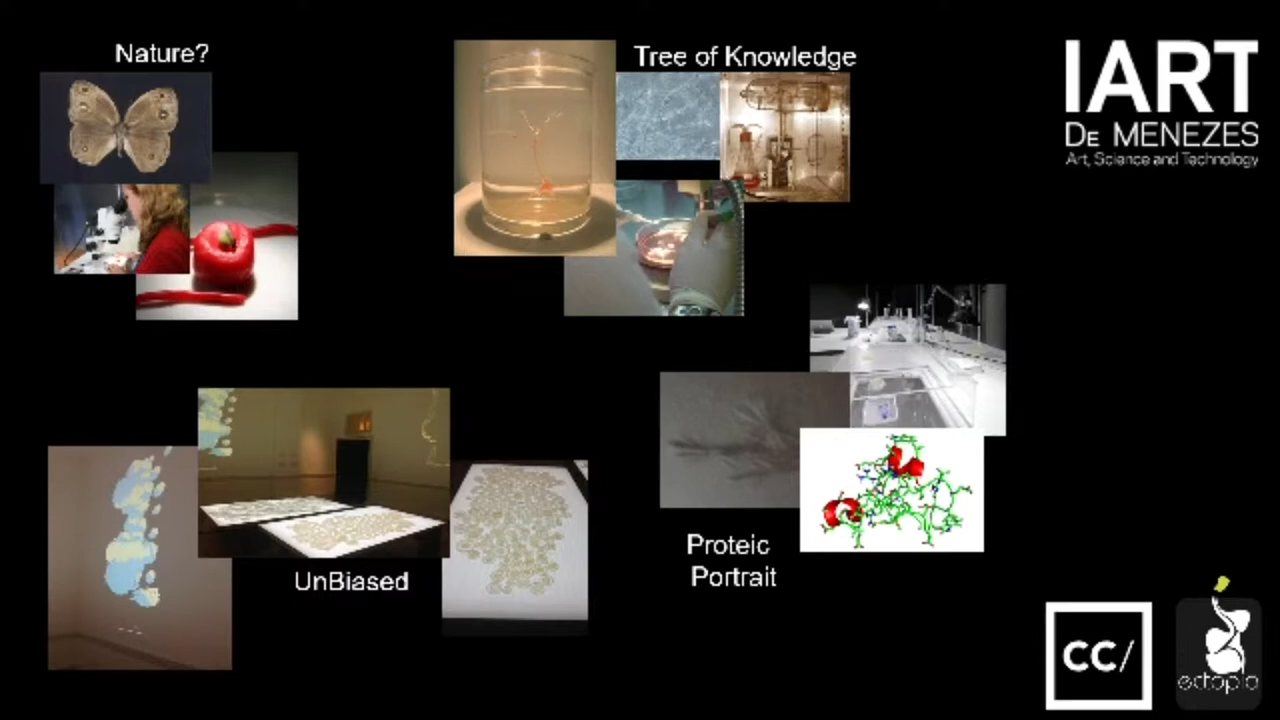 Nature?
Tree of Knowledge
IART
DE MENEZES
Art, Science and Technology
UnBiased
Proteic
Portrait
CC/
ectopia